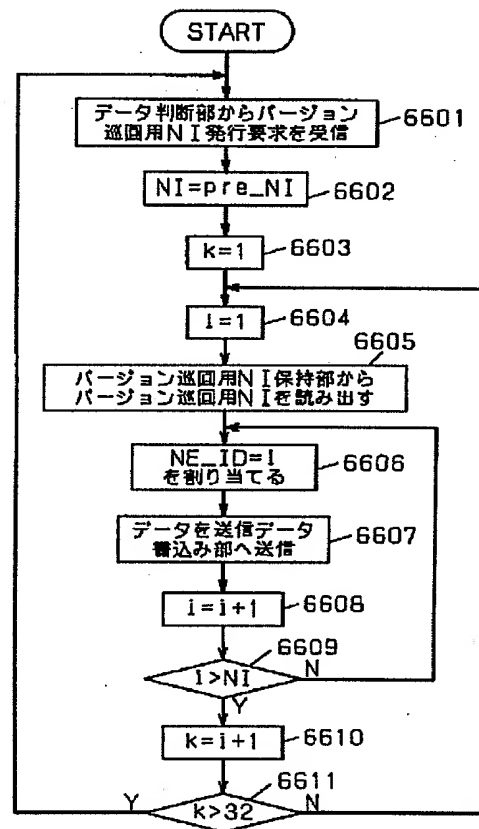 START
データ判断部からバージョン
巡回用NI発行要求を受信
6601
NI=pre_NI
6602
k=1
6603
i=1
6604
6605
バージョン巡回用NI保持部から
バージョン巡回用NIを読み出す
NE_ID=i
を割り当てる
6606
データを送信データ
書込み部へ送信
6607
i=i+1
6608
6609
i>NI
N
Y
k=i+1
6610
6611
Y
k>32
N